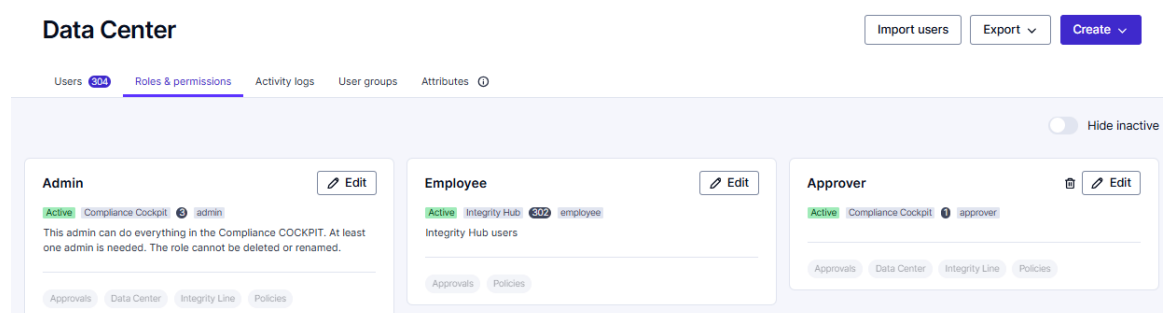 Data Center
Import users
Export
Create
Users 304
Roles & permissions
Activity logs
User groups
Attributes
Hide inactive
Admin
Edit
Active Compliance Cockpit 3 admin
This admin can do everything in the Compliance COCKPIT. At least
one admin is needed. The role cannot be deleted or renamed.
Approvals Data Center Integrity Line Policies
Employee
Edit
Active Integrity Hub 302 employee
Integrity Hub users
Approvals Policies
Approver
Edit
Active Compliance Cockpit 1 approver
Approvals Data Center Integrity Line Policies